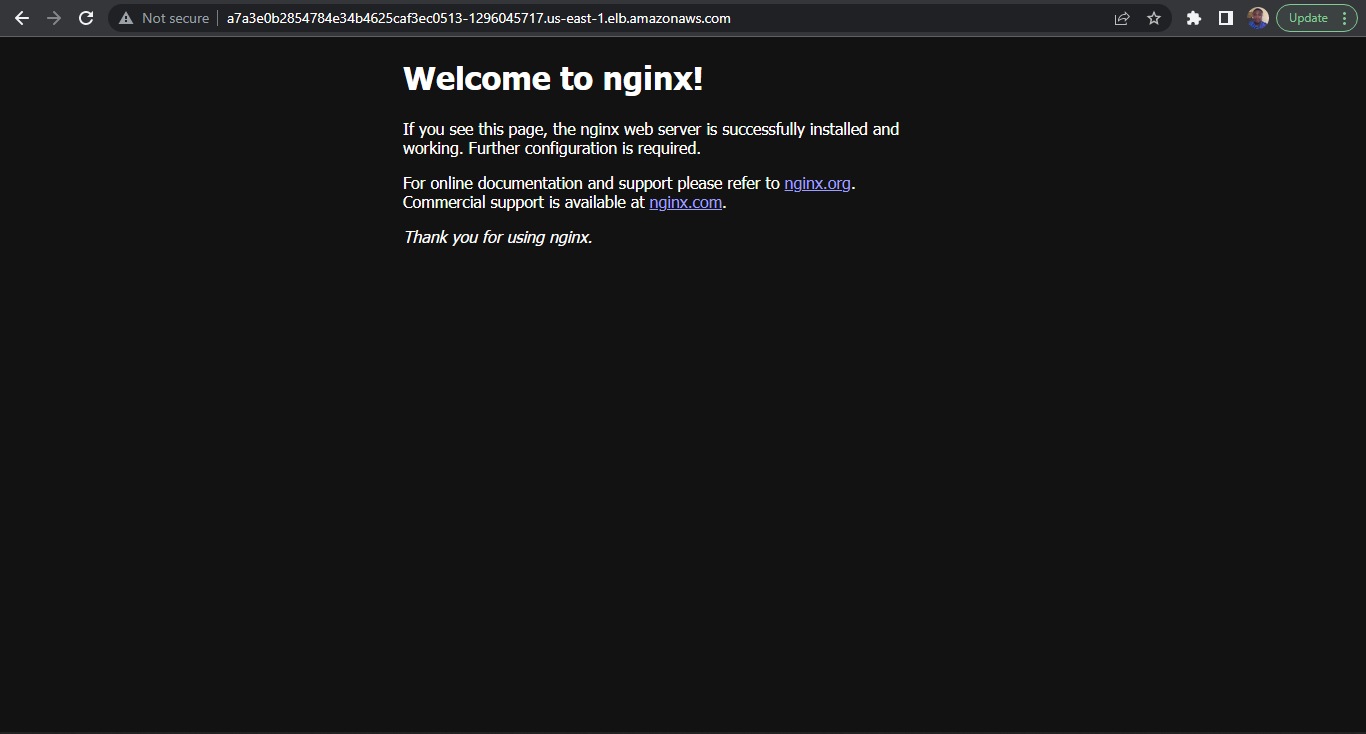 Not secure
a7a3e0b2854784e34b4625caf3ec0513-1296045717.us-east-1.elb.amazonaws.com
Update
Welcome to nginx!
If you see this page, the nginx web server is successfully installed and
working. Further configuration is required.
For online documentation and support please refer to nginx.org.
Commercial support is available at nginx.com.
Thank you for using nginx.